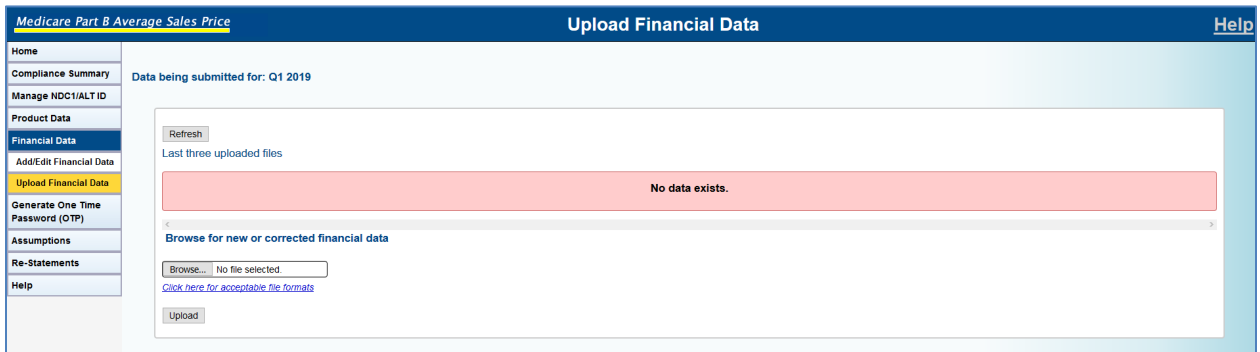 Medicare Part B Average Sales Price
Upload Financial Data
Help
Home
Compliance Summary
Manage NDC1/ALT ID
Product Data
Financial Data
Add/Edit Financial Data
Upload Financial Data
Generate One Time
Password (OTP)
Assumptions
Re-Statements
Help
Data being submitted for: Q1 2019
Refresh
Last three uploaded files
No data exists.
Browse for new or corrected financial data
Browse... No file selected.
Click here for acceptable file formats
Upload